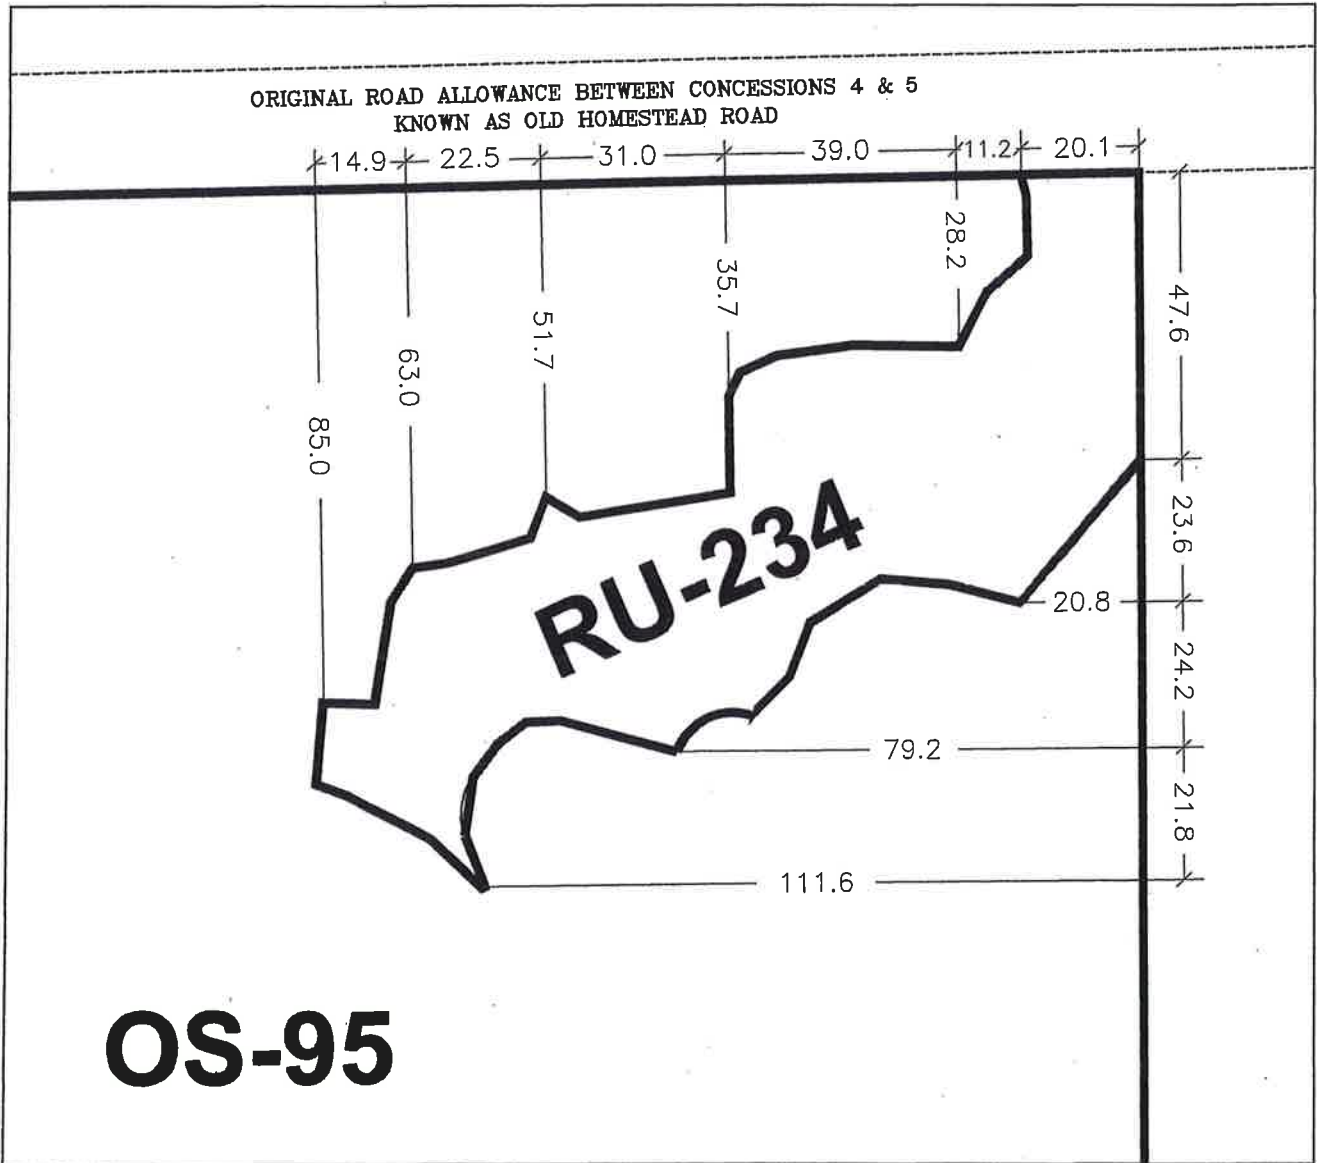 ORIGINAL ROAD ALLOWANCE BETWEEN CONCESSIONS 4 & 5
KNOWN AS OLD HOMESTEAD ROAD
14.9 22.5 31.0 39.0 11.2 20.1
28.2
35.7
47.6
51.7
63.0
85.0
23.6
RU-234
20.8
24.2
79.2
21.8
111.6
OS-95